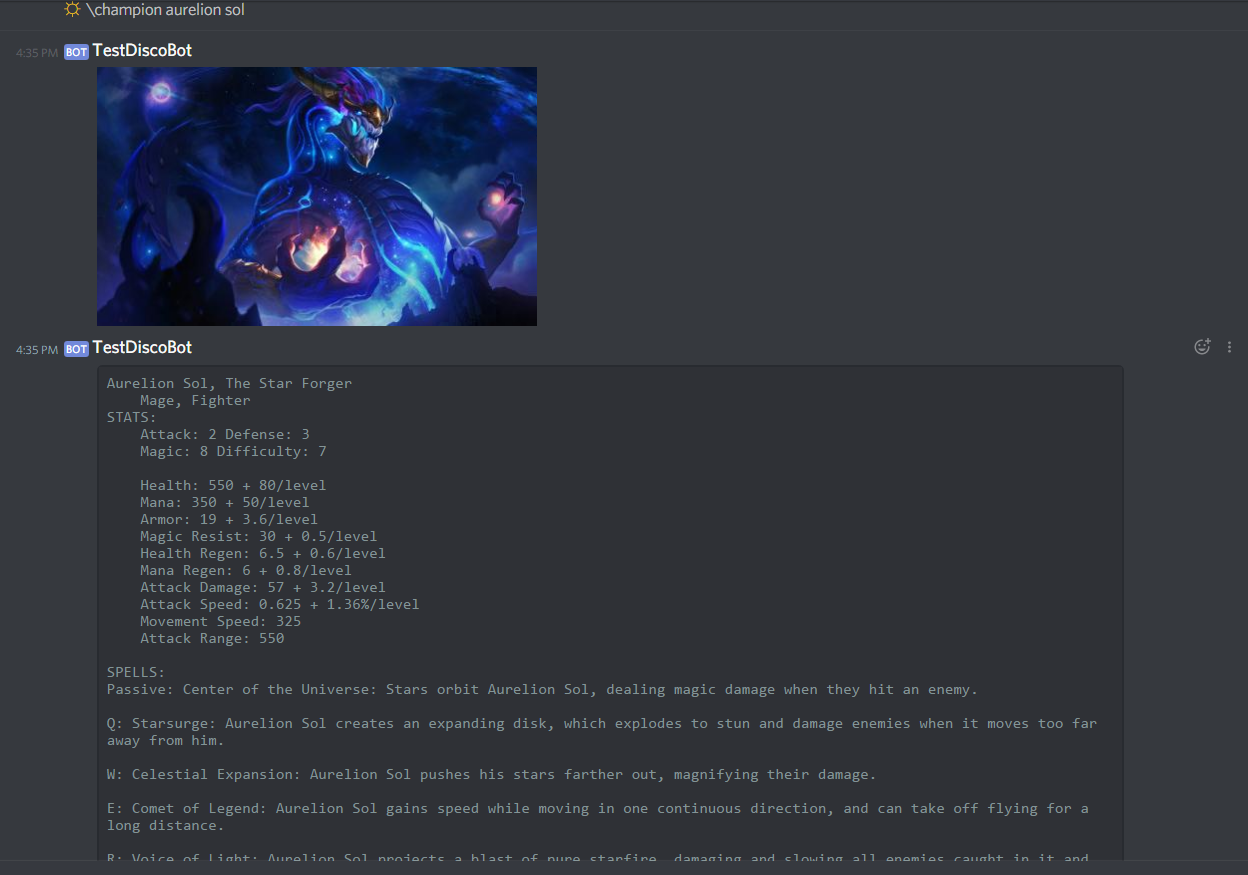 \champion aurelion sol
4:35 PM BOT TestDiscoBot
4:35 PM BOT TestDiscoBot
Aurelion Sol, The Star Forger
Mage, Fighter
STATS:
Attack: 2 Defense: 3
Magic: 8 Difficulty: 7
Health: 550 + 80/level
Mana: 350 + 50/level
Armor: 19 + 3.6/level
Magic Resist: 30 + 0.5/level
Health Regen: 6.5 + 0.6/level
Mana Regen: 6 + 0.8/level
Attack Damage: 57 + 3.2/level
Attack Speed: 0.625 + 1.36%/level
Movement Speed: 325
Attack Range: 550
SPELLS:
Passive: Center of the Universe: Stars orbit Aurelion Sol, dealing magic damage when they hit an enemy.
Q: Starsurge: Aurelion Sol creates an expanding disk, which explodes to stun and damage enemies when it moves too far
away from him.
W: Celestial Expansion: Aurelion Sol pushes his stars farther out, magnifying their damage.
E: Comet of Legend: Aurelion Sol gains speed while moving in one continuous direction, and can take off flying for a
long distance.
R: Voice of Light: Aurelion Sol projects a blast of pure starfire, damaging and slowing all enemies caught in it and